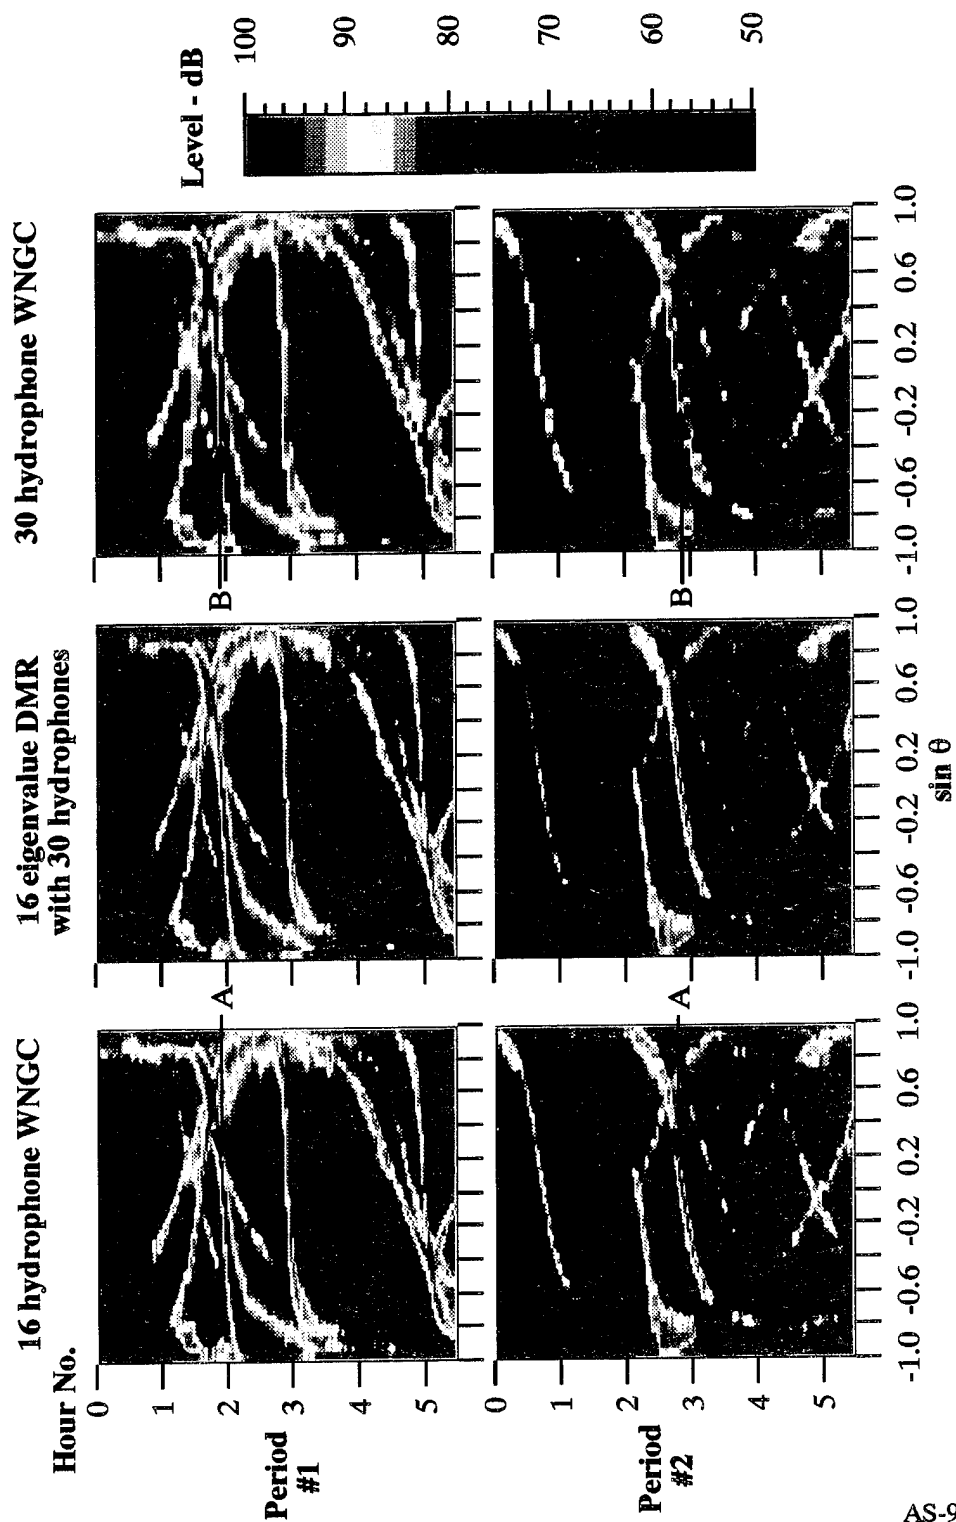 16 hydrophone WNGC
16 eigenvalue DMR
with 30 hydrophones
30 hydrophone WNGC
Level - dB
100
90
80
70
60
50
Hour No.
0
1
2
3
4
5
Period
#1
A
B
0
1
2
3
4
5
Period
#2
A
B
-1.0 -0.6 -0.2 0.2 0.6 1.0
-1.0 -0.6 -0.2 0.2 0.6 1.0
-1.0 -0.6 -0.2 0.2 0.6 1.0
sin θ
AS-9